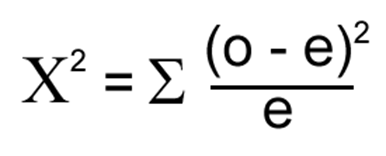 X² = Σ (o - e)² / e